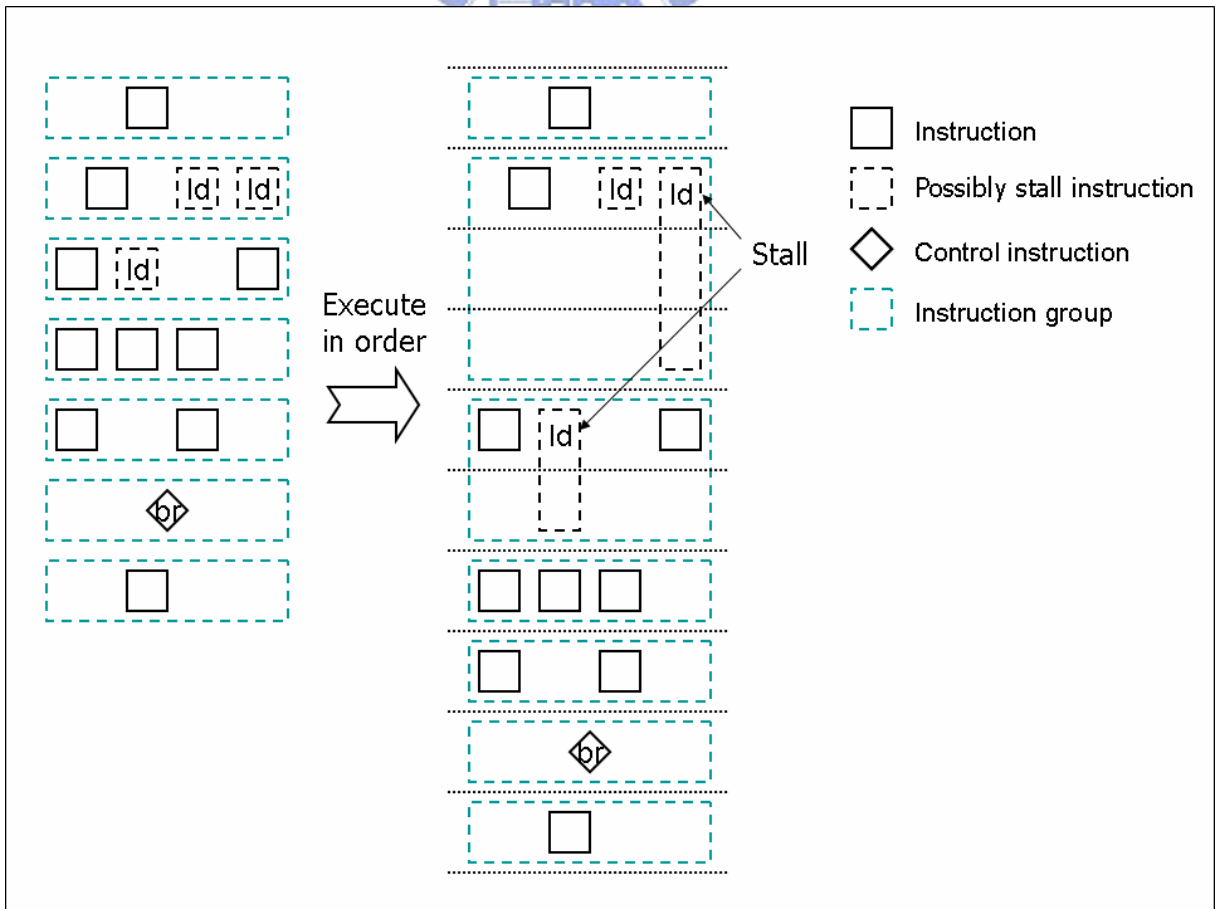 ld ld
ld
Execute
in order
br
ld ld
Stall
ld
br
Instruction
Possibly stall instruction
Control instruction
Instruction group